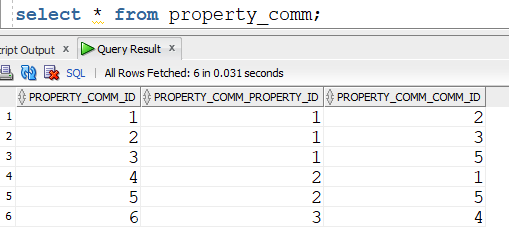 select * from property_comm;
ript Output x Query Result x
SQL | All Rows Fetched: 6 in 0.031 seconds
PROPERTY_COMM_ID PROPERTY_COMM_PROPERTY_ID PROPERTY_COMM_COMM_ID
1 1 1 2
2 2 1 3
3 3 1 5
4 4 2 1
5 5 2 5
6 6 3 4